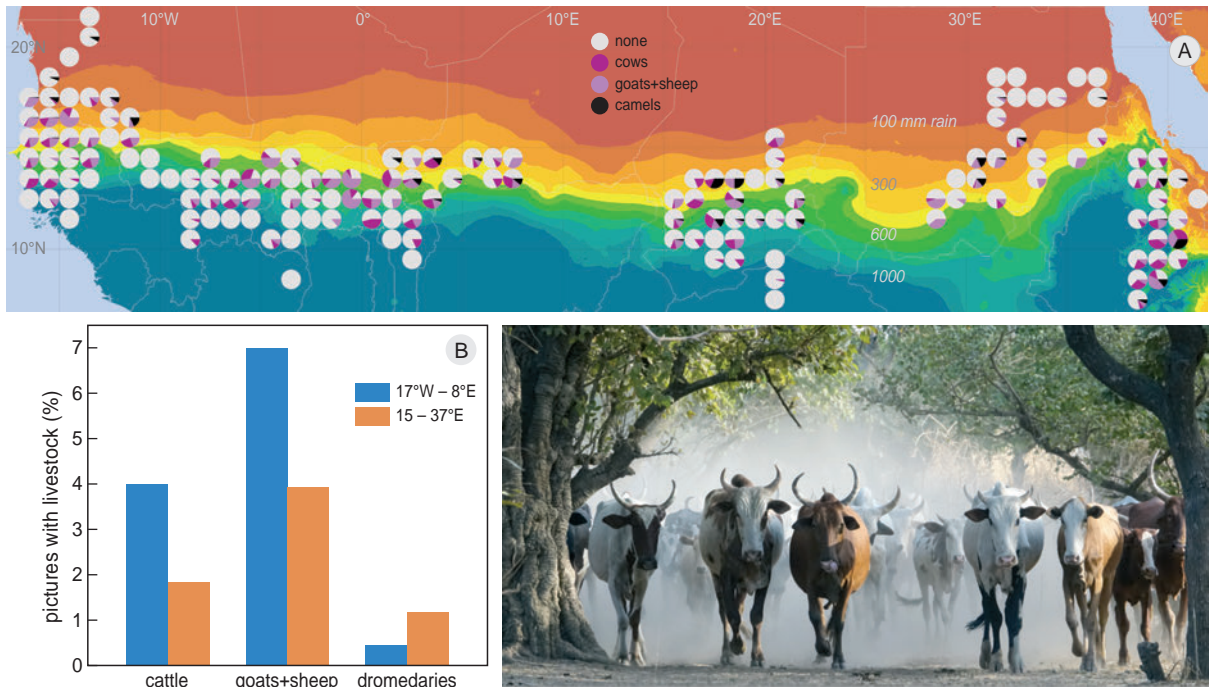 10°W 0° 10°E 20°E 30°E 40°E
20°N
10°N
A
none
cows
goats+sheep
camels
100 mm rain
300
600
1000
B
pictures with livestock (%)
7
6
5
4
3
2
1
0
17°W – 8°E
15 – 37°E
cattle goats+sheep dromedaries